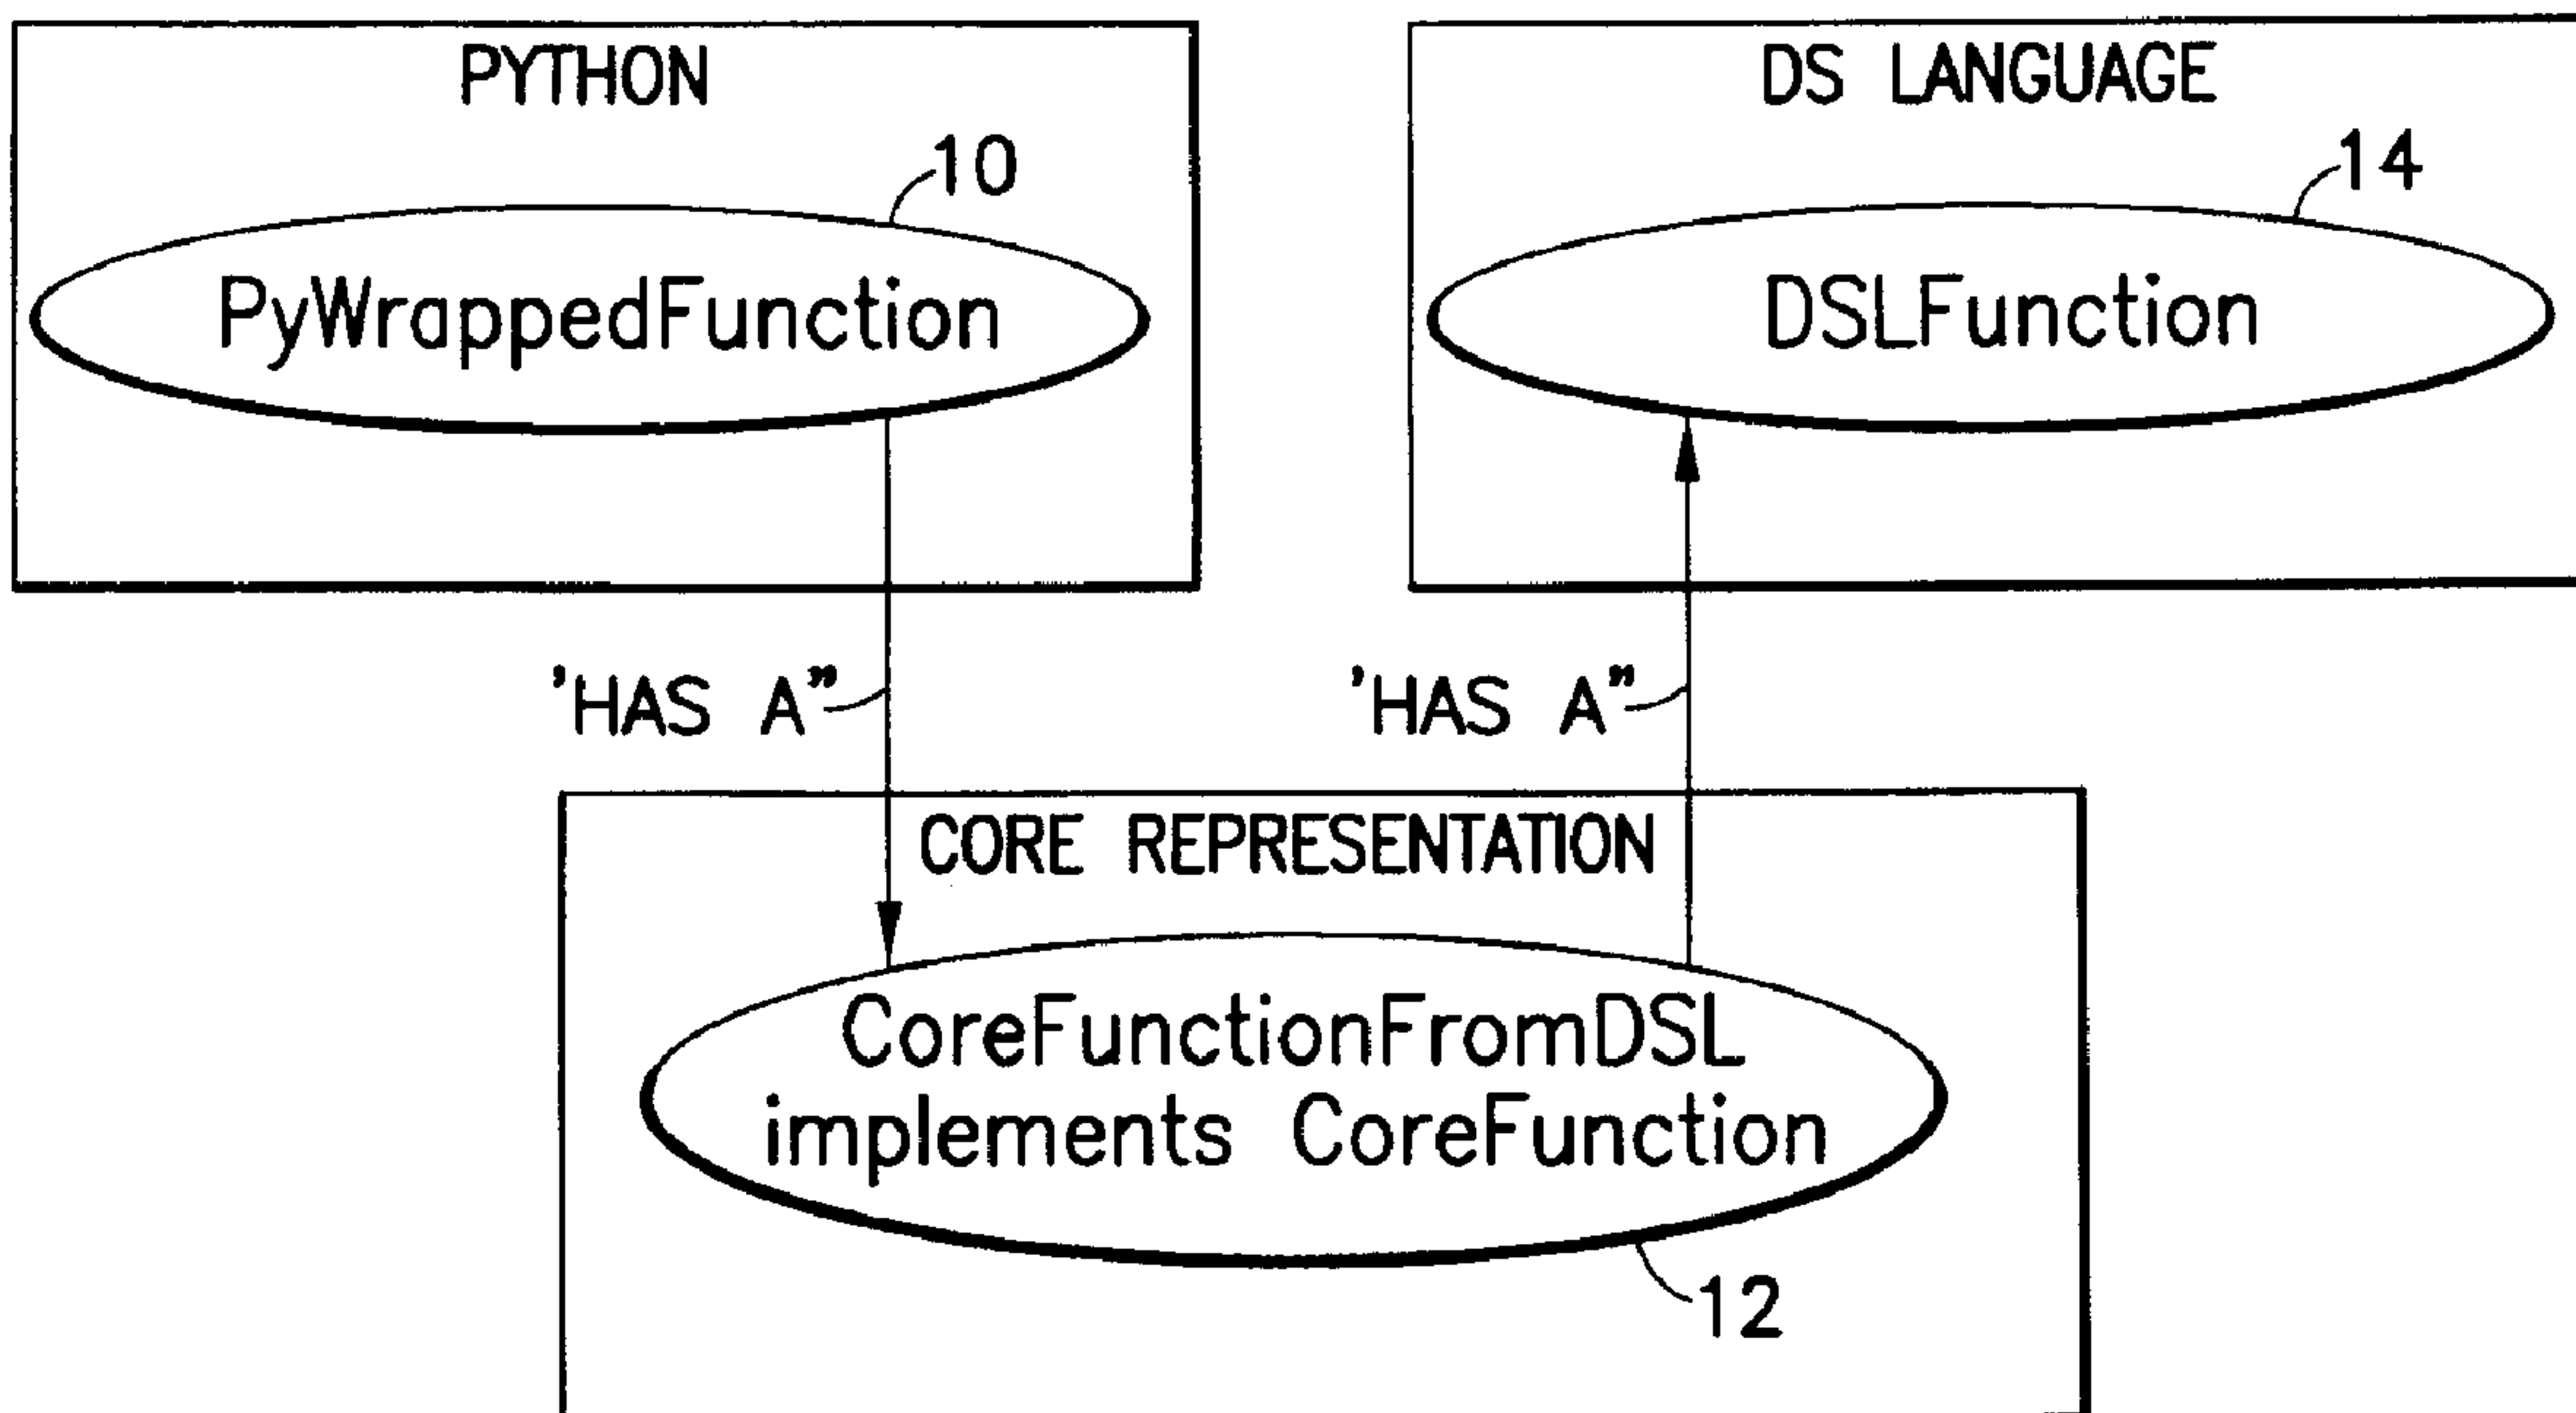 PYTHON
10
PyWrappedFunction
DS LANGUAGE
14
DSLFunction
'HAS A"
'HAS A"
CORE REPRESENTATION
CoreFunctionFromDSL
implements CoreFunction
12